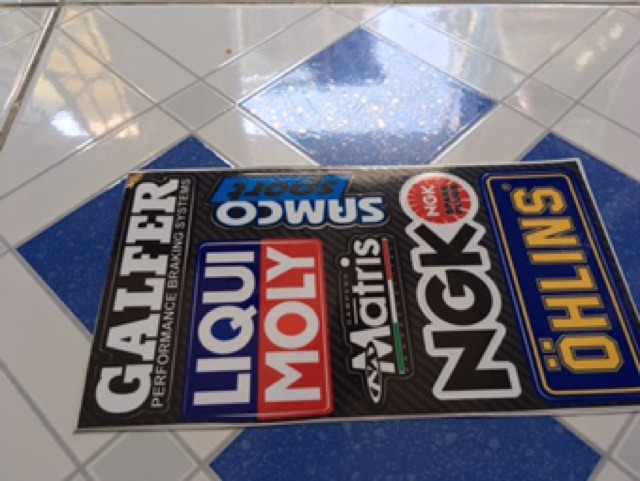 GALFER
PERFORMANCE BRAKING SYSTEMS
SAMCO
sport
LIQUI
MOLY
Matris
NGK
NGK
ÖHLINS